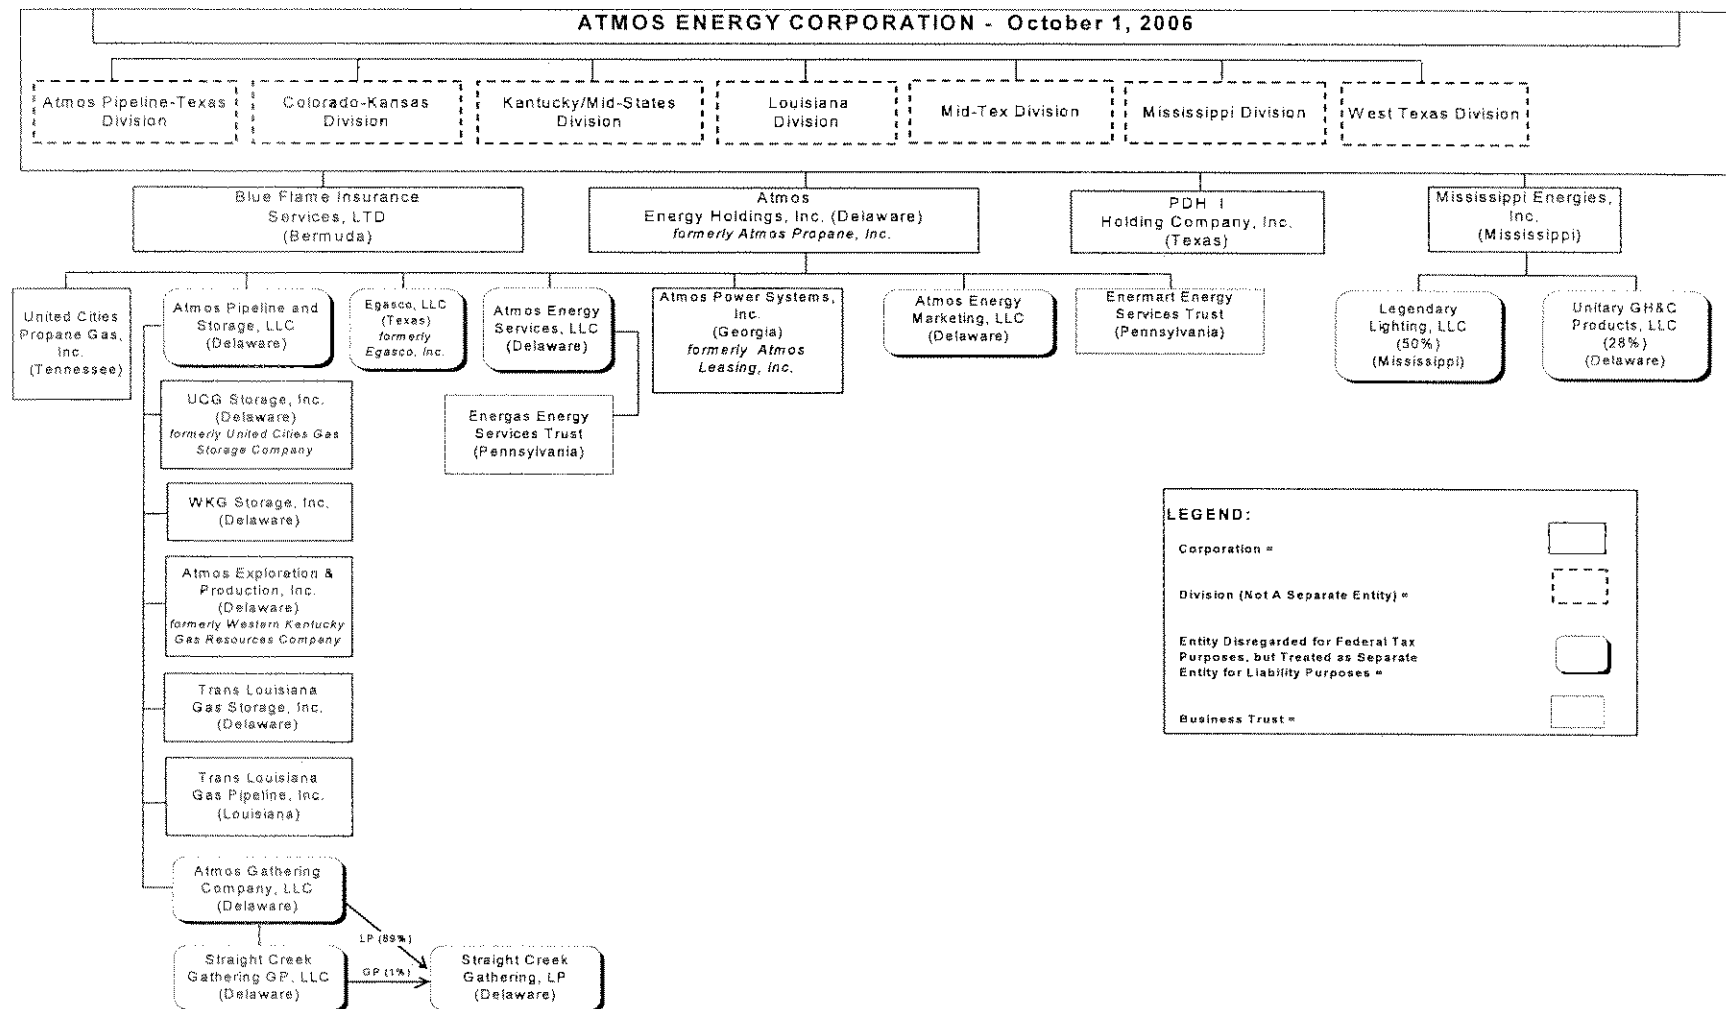 ATMOS ENERGY CORPORATION - October 1, 2006
Atmos Pipeline-Texas
Division
Colorado-Kansas
Division
Kantucky/Mid-States
Division
Louisiana
Division
Mid-Tex Division
Mississippi Division
West Texas Division
Blue Flame Insurance
Services, LTD
(Bermuda)
Atmos
Energy Holdings, Inc. (Delaware)
formerly Atmos Propane, Inc.
PDH I
Holding Company, Inc.
(Texas)
Mississippi Energies,
Inc.
(Mississippi)
United Cities
Propane Gas,
Inc.
(Tennessee)
Atmos Pipeline and
Storage, LLC
(Delaware)
Egasco, LLC
(Texas)
formerly
Egasco, Inc.
Atmos Energy
Services, LLC
(Delaware)
Atmos Power Systems,
Inc.
(Georgia)
formerly Atmos
Leasing, Inc.
Atmos Energy
Marketing, LLC
(Delaware)
Enermart Energy
Services Trust
(Pennsylvania)
Legendary
Lighting, LLC
(50%)
(Mississippi)
Unitary GH&C
Products, LLC
(28%)
(Delaware)
UCG Storage, Inc.
(Delaware)
formerly United Cities Gas
Storage Company
Energas Energy
Services Trust
(Pennsylvania)
WKG Storage, Inc.
(Delaware)
Atmos Exploration &
Production, Inc.
(Delaware)
formerly Western Kentucky
Gas Resources Company
Trans Louisiana
Gas Storage, Inc.
(Delaware)
Trans Louisiana
Gas Pipeline, Inc.
(Louisiana)
Atmos Gathering
Company, LLC
(Delaware)
LP (89%)
Straight Creek
Gathering GP, LLC
(Delaware)
GP (1%)
Straight Creek
Gathering, LP
(Delaware)
LEGEND:
Corporation =
Division (Not A Separate Entity) =
Entity Disregarded for Federal Tax
Purposes, but Treated as Separate
Entity for Liability Purposes =
Business Trust =